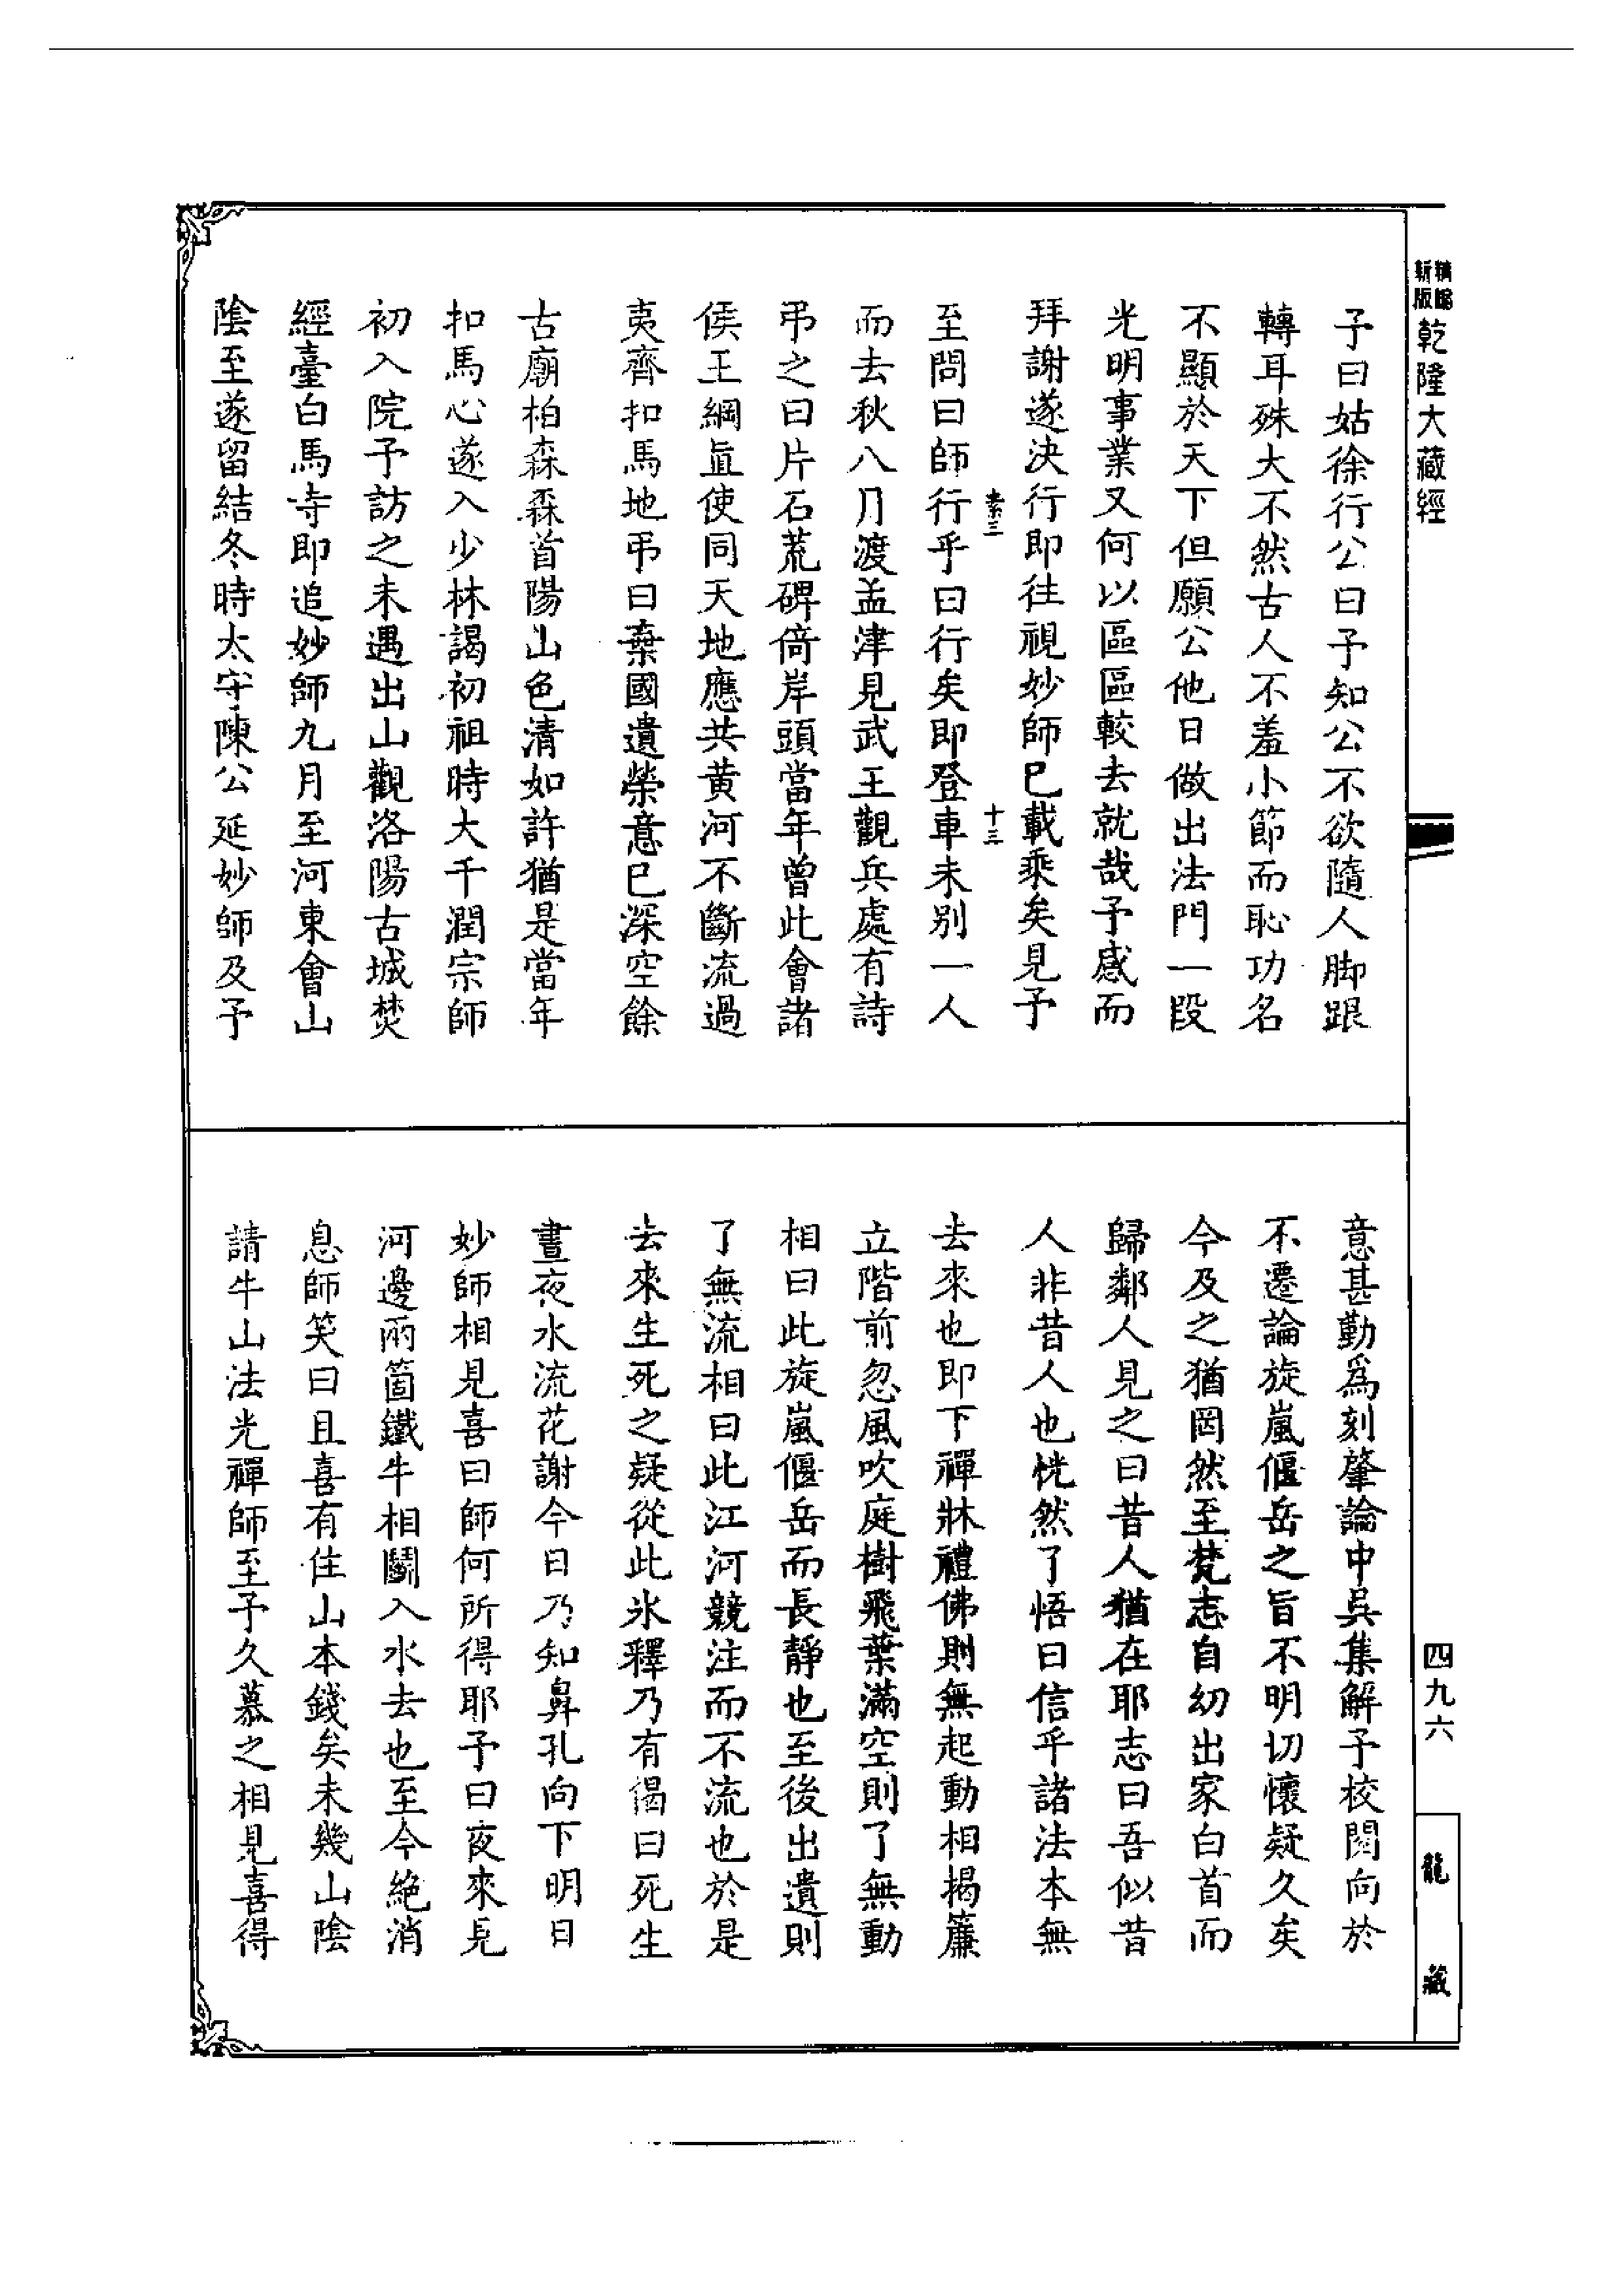 精縮
新版
乾隆大藏經
子曰姑徐行公曰予知公不欲隨人脚跟
轉耳殊大不然古人不羞小節而恥功名
不顯於天下但願公他日做出法門一段
光明事業又何以區區較去就哉予感而
拜謝遂決行即往視妙師已載乘矣見予
至問曰師行乎曰行矣即登車未別一人
素三
十三
而去秋八月渡孟津見武王觀兵處有詩
弔之曰片石荒碑倚岸頭當年曾此會諸
侯王綱直使同天地應共黃河不斷流過
夷齊扣馬地弔曰棄國遺榮意已深空餘
古廟柏森森首陽山色清如許猶是當年
扣馬心遂入少林謁初祖時大千潤宗師
初入院予訪之未遇出山觀洛陽古城焚
經臺白馬寺即追妙師九月至河東會山
陰至遂留結冬時太守陳公延妙師及予
意甚勤為刻肇論中吳集解予校閱向於
不遷論旋嵐偃岳之旨不明切懷疑久矣
今及之猶罔然至梵志自幼出家白首而
歸鄰人見之曰昔人猶在耶志曰吾似昔
人非昔人也恍然了悟曰信乎諸法本無
去來也即下禪牀禮佛則無起動相揭簾
立階前忽風吹庭樹飛葉滿空則了無動
相曰此旋嵐偃岳而長靜也至後出遺則
了無流相曰此江河競注而不流也於是
去來生死之疑從此氷釋乃有偈曰死生
晝夜水流花謝今日乃知鼻孔向下明日
妙師相見喜曰師何所得耶予曰夜來見
河邊兩箇鐵牛相鬬入水去也至今絕消
息師笑曰且喜有住山本錢矣未幾山陰
請牛山法光禪師至予久慕之相見喜得
四九六
龍藏